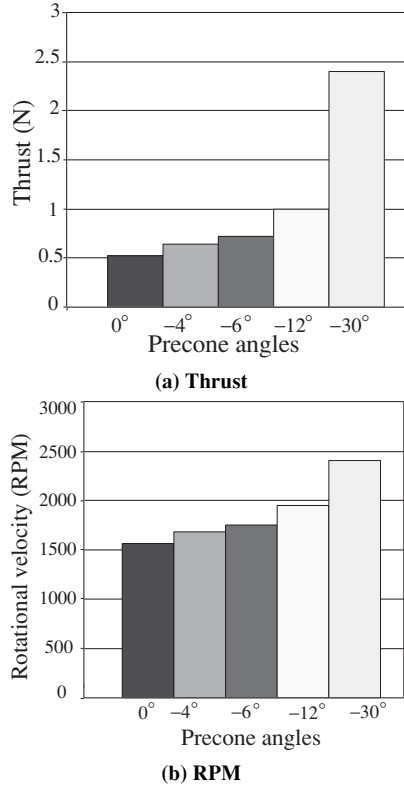 3
2.5
2
1.5
1
0.5
0
Thrust (N)
0° −4° −6° −12° −30°
Precone angles
(a) Thrust
3000
2500
2000
1500
1000
500
0
Rotational velocity (RPM)
0° −4° −6° −12° −30°
Precone angles
(b) RPM